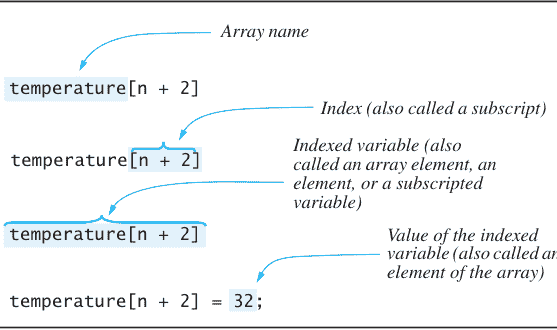 Array name
temperature[n + 2]
Index (also called a subscript)
temperature[n + 2]
Indexed variable (also
called an array element, an
element, or a subscripted
variable)
temperature[n + 2]
Value of the indexed
variable (also called an
element of the array)
temperature[n + 2] = 32;